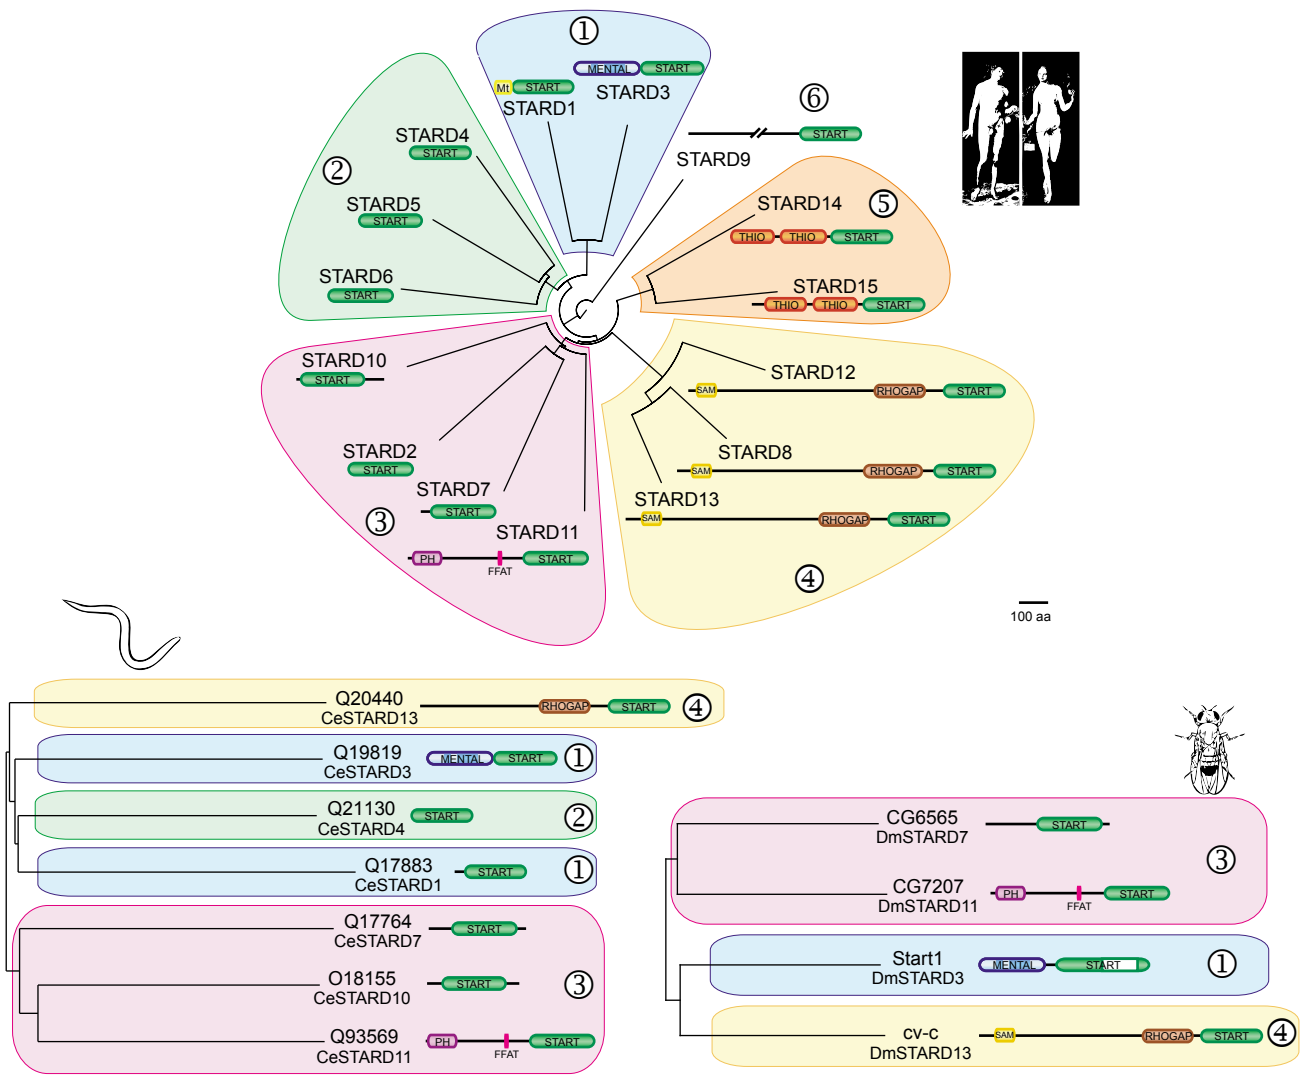 ①
MENTAL START
Mt START
STARD3
STARD1
⑥
START
STARD9
STARD4
START
②
STARD5
START
STARD6
START
STARD14
⑤
THIO THIO START
STARD15
THIO THIO START
STARD10
START
STARD2
START
STARD7
START
③
STARD11
PH START
FFAT
STARD12
SAM RHOGAP START
STARD8
SAM RHOGAP START
STARD13
SAM RHOGAP START
④
100 aa
Q20440
CeSTARD13
RHOGAP START
④
Q19819
CeSTARD3
MENTAL START
①
Q21130
CeSTARD4
START
②
Q17883
CeSTARD1
START
①
Q17764
CeSTARD7
START
O18155
CeSTARD10
START
③
Q93569
CeSTARD11
PH START
FFAT
CG6565
DmSTARD7
START
③
CG7207
DmSTARD11
PH START
FFAT
Start1
DmSTARD3
MENTAL START
①
cv-c
DmSTARD13
SAM RHOGAP START
④